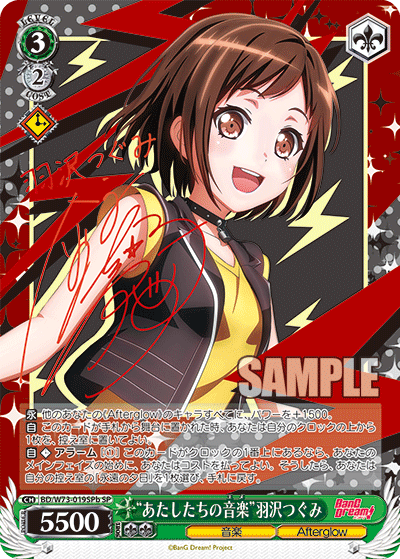 LEVEL
3
2
COST
羽沢つぐみ
SAMPLE
永 他のあなたの《Afterglow》のキャラすべてに、パワーを＋1500。
自 このカードが手札から舞台に置かれた時、あなたは自分のクロックの上から
1枚を、控え室に置いてよい。
自 アラーム ［(1)］ このカードがクロックの1番上にあるなら、あなたの
メインフェイズの始めに、あなたはコストを払ってよい。そうしたら、あなたは
自分の控え室の「永遠の夕日」を1枚選び、手札に戻す。
CH BD/W73-019SPb SP
5500
"あたしたちの音楽"羽沢つぐみ
BanG Dream!
音楽
Afterglow
©BanG Dream! Project